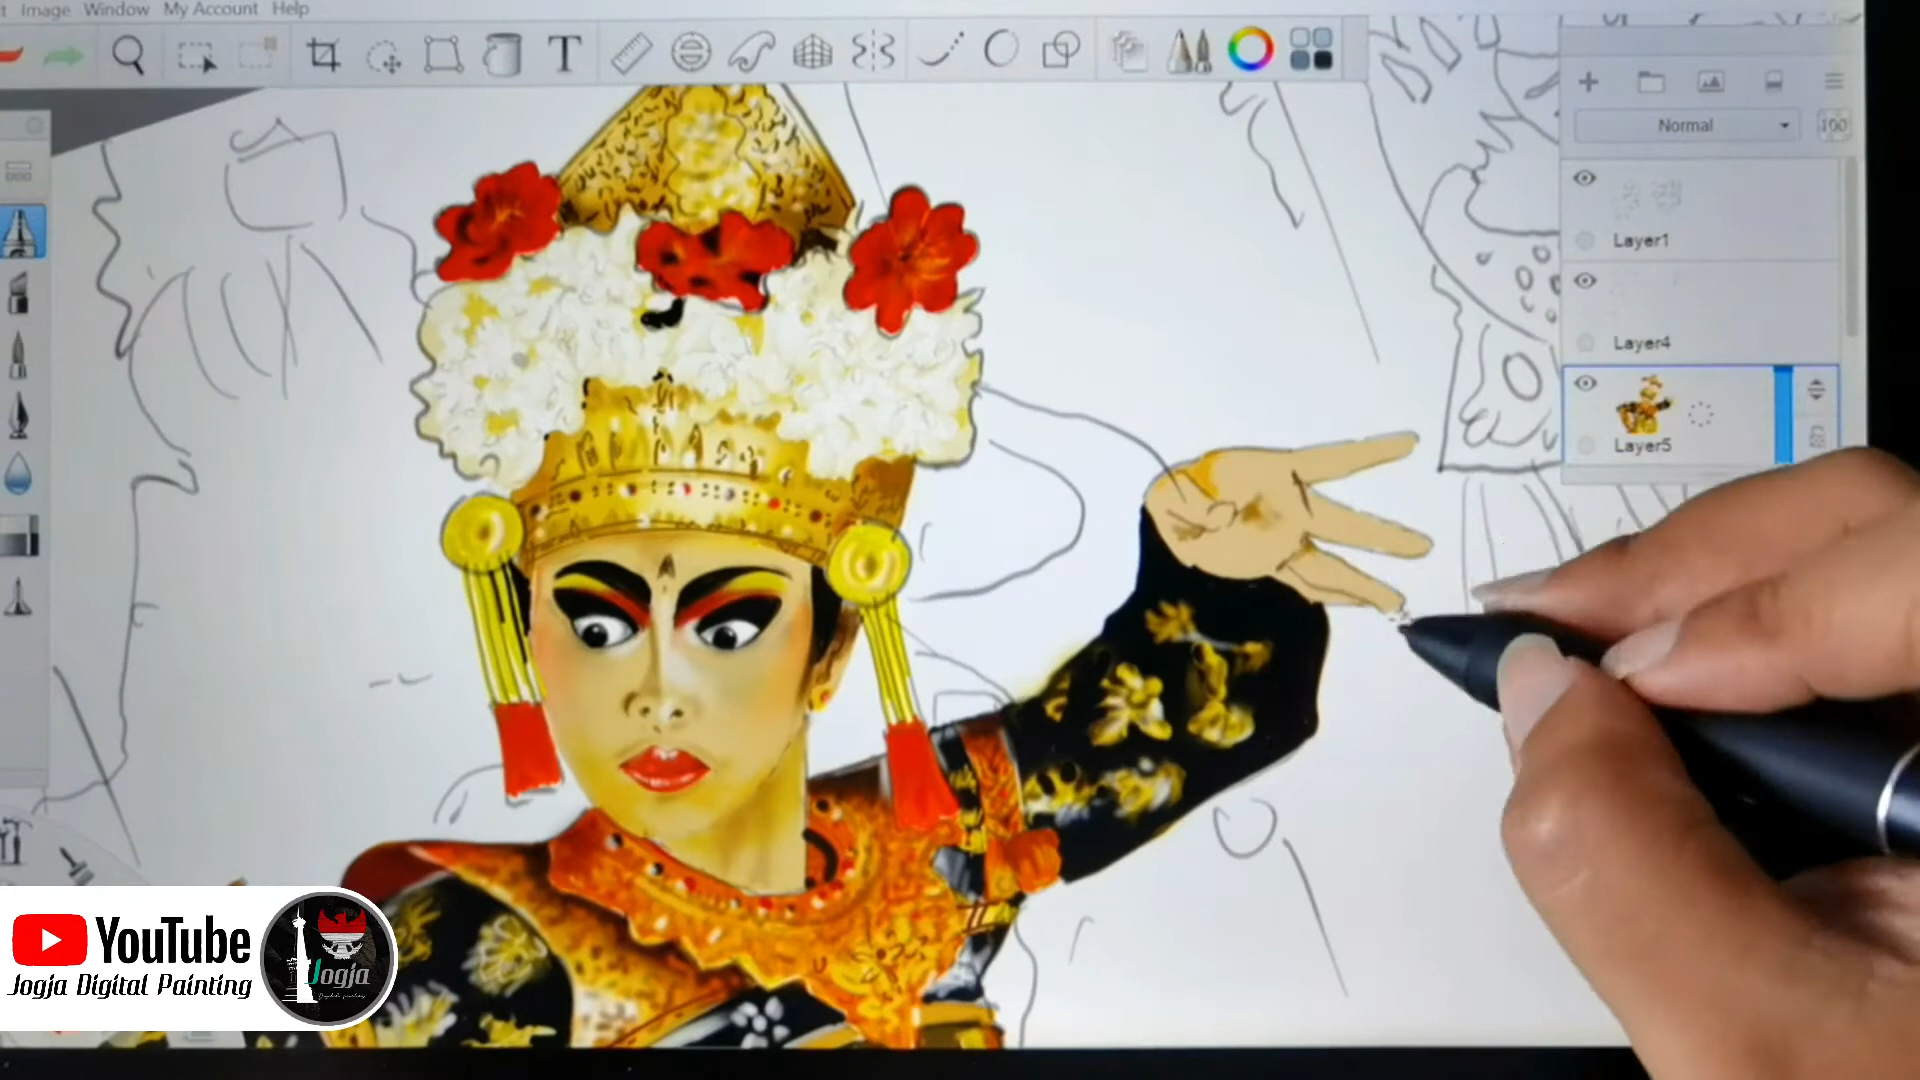 Image Window My Account Help
T
Normal 100
Layer1
Layer4
Layer5
YouTube
Jogja Digital Painting
Jogja